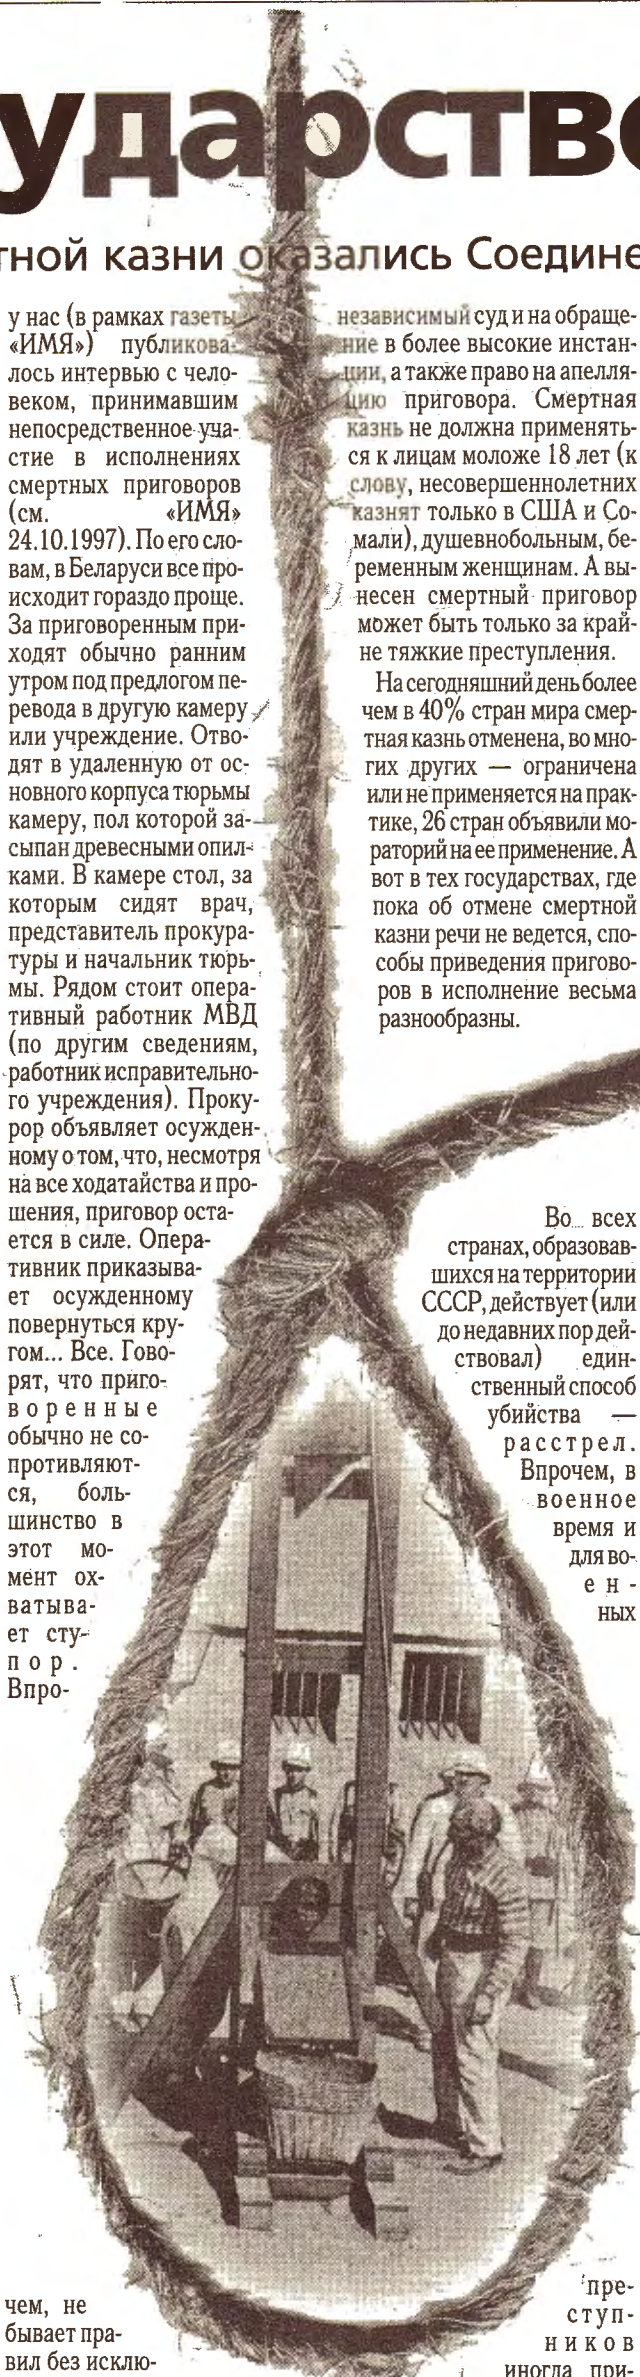 ударстве
тной казни оказались Соедине
у нас (в рамках газеты
«ИМЯ») публикова-
лось интервью с чело-
веком, принимавшим
непосредственное уча-
стие в исполнениях
смертных приговоров
(см. «ИМЯ»
24.10.1997). По его сло-
вам, в Беларуси все про-
исходит гораздо проще.
За приговоренным при-
ходят обычно ранним
утром под предлогом пе-
ревода в другую камеру
или учреждение. Отво-
дят в удаленную от ос-
новного корпуса тюрьмы
камеру, пол которой за-
сыпан древесными опил-
ками. В камере стол, за
которым сидят врач,
представитель прокура-
туры и начальник тюрь-
мы. Рядом стоит опера-
тивный работник МВД
(по другим сведениям,
работник исправительно-
го учреждения). Проку-
рор объявляет осужден-
ному о том, что, несмотря
на все ходатайства и про-
шения, приговор оста-
ется в силе. Опера-
тивник приказыва-
ет осужденному
повернуться кру-
гом... Все. Гово-
рят, что приго-
воренные
обычно не со-
противляют-
ся, боль-
шинство в
этот мо-
мент ох-
ватыва-
ет сту-
пор.
Впро-
чем, не
бывает пра-
вил без исклю-
независимый суд и на обраще-
ние в более высокие инстан-
ции, а также право на апелля-
цию приговора. Смертная
казнь не должна применять-
ся к лицам моложе 18 лет (к
слову, несовершеннолетних
казнят только в США и Со-
мали), душевнобольным, бе-
ременным женщинам. А вы-
несен смертный приговор
может быть только за край-
не тяжкие преступления.
На сегодняшний день более
чем в 40% стран мира смер-
тная казнь отменена, во мно-
гих других — ограничена
или не применяется на прак-
тике, 26 стран объявили мо-
раторий на ее применение. А
вот в тех государствах, где
пока об отмене смертной
казни речи не ведется, спо-
собы приведения пригово-
ров в исполнение весьма
разнообразны.
Во всех
странах, образовав-
шихся на территории
СССР, действует (или
до недавних пор дей-
ствовал) един-
ственный способ
убийства —
расстрел.
Впрочем, в
военное
время и
для во-
ен-
ных
пре-
ступ-
ников
иногда при-